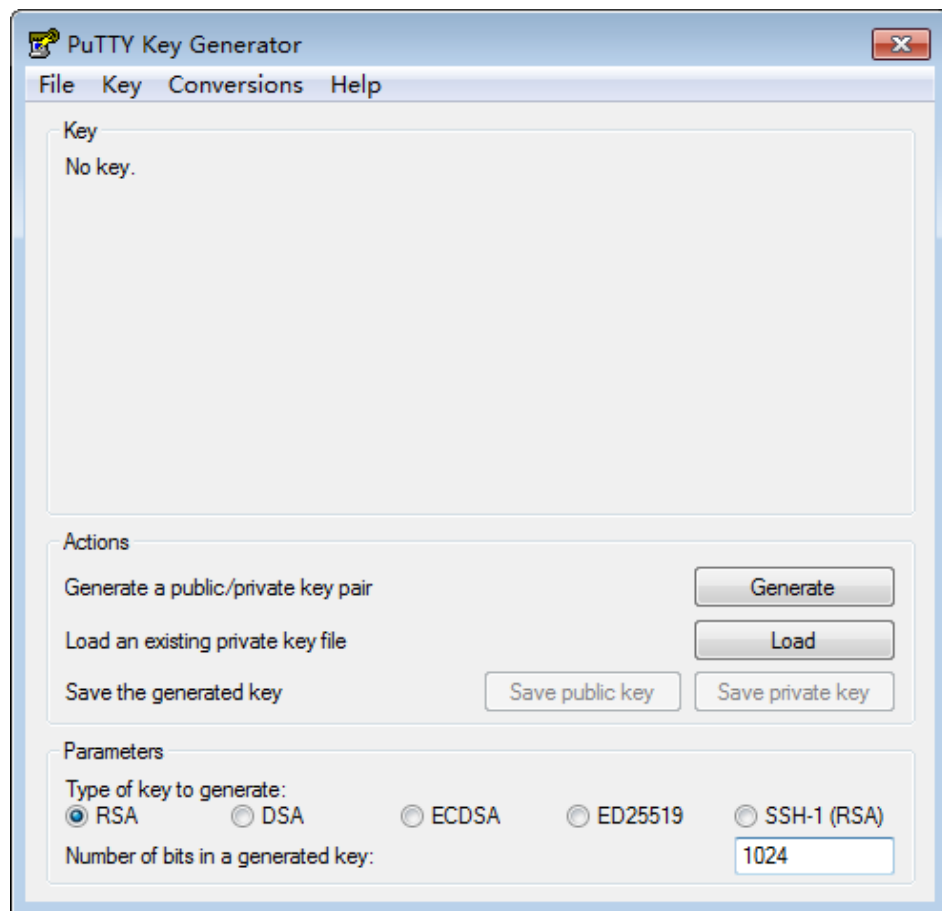 PuTTY Key Generator
File Key Conversions Help
Key
No key.
Actions
Generate a public/private key pair Generate
Load an existing private key file Load
Save the generated key Save public key Save private key
Parameters
Type of key to generate:
RSA DSA ECDSA ED25519 SSH-1 (RSA)
Number of bits in a generated key: 1024